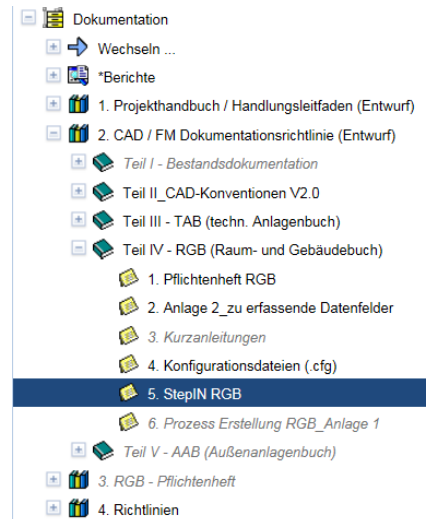 Dokumentation
Wechseln ...
*Berichte
1. Projekthandbuch / Handlungsleitfaden (Entwurf)
2. CAD / FM Dokumentationsrichtlinie (Entwurf)
Teil I - Bestandsdokumentation
Teil II_CAD-Konventionen V2.0
Teil III - TAB (techn. Anlagenbuch)
Teil IV - RGB (Raum- und Gebäudebuch)
1. Pflichtenheft RGB
2. Anlage 2_zu erfassende Datenfelder
3. Kurzanleitungen
4. Konfigurationsdateien (.cfg)
5. StepIN RGB
6. Prozess Erstellung RGB_Anlage 1
Teil V - AAB (Außenanlagenbuch)
3. RGB - Pflichtenheft
4. Richtlinien